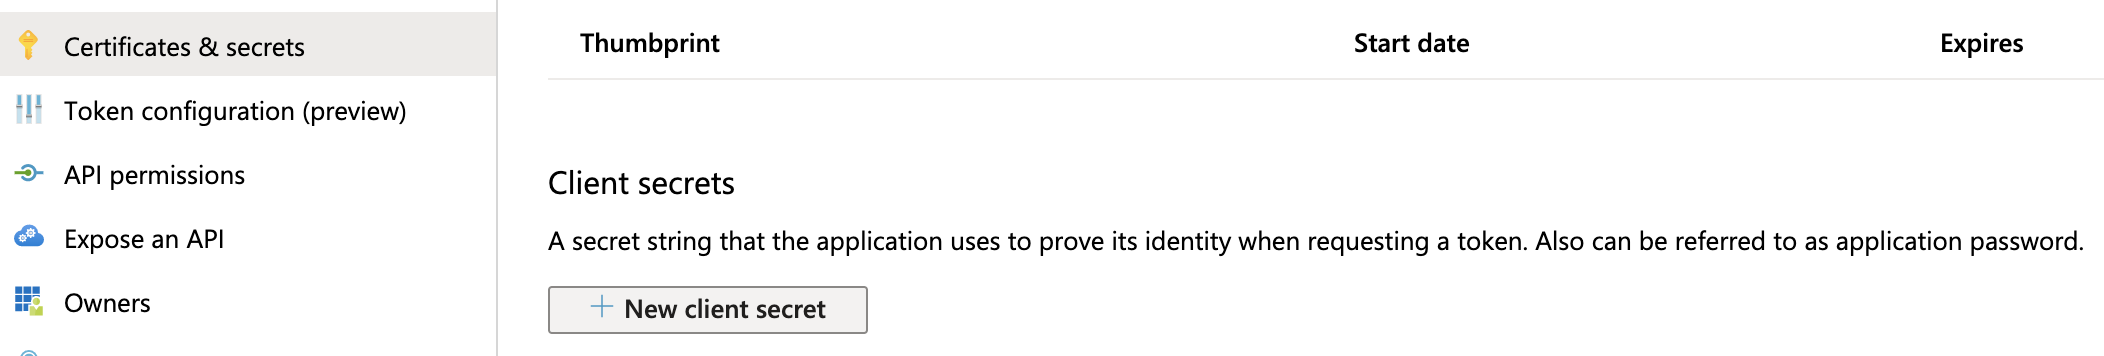 Certificates & secrets
Token configuration (preview)
API permissions
Expose an API
Owners
Thumbprint Start date Expires
Client secrets
A secret string that the application uses to prove its identity when requesting a token. Also can be referred to as application password.
New client secret